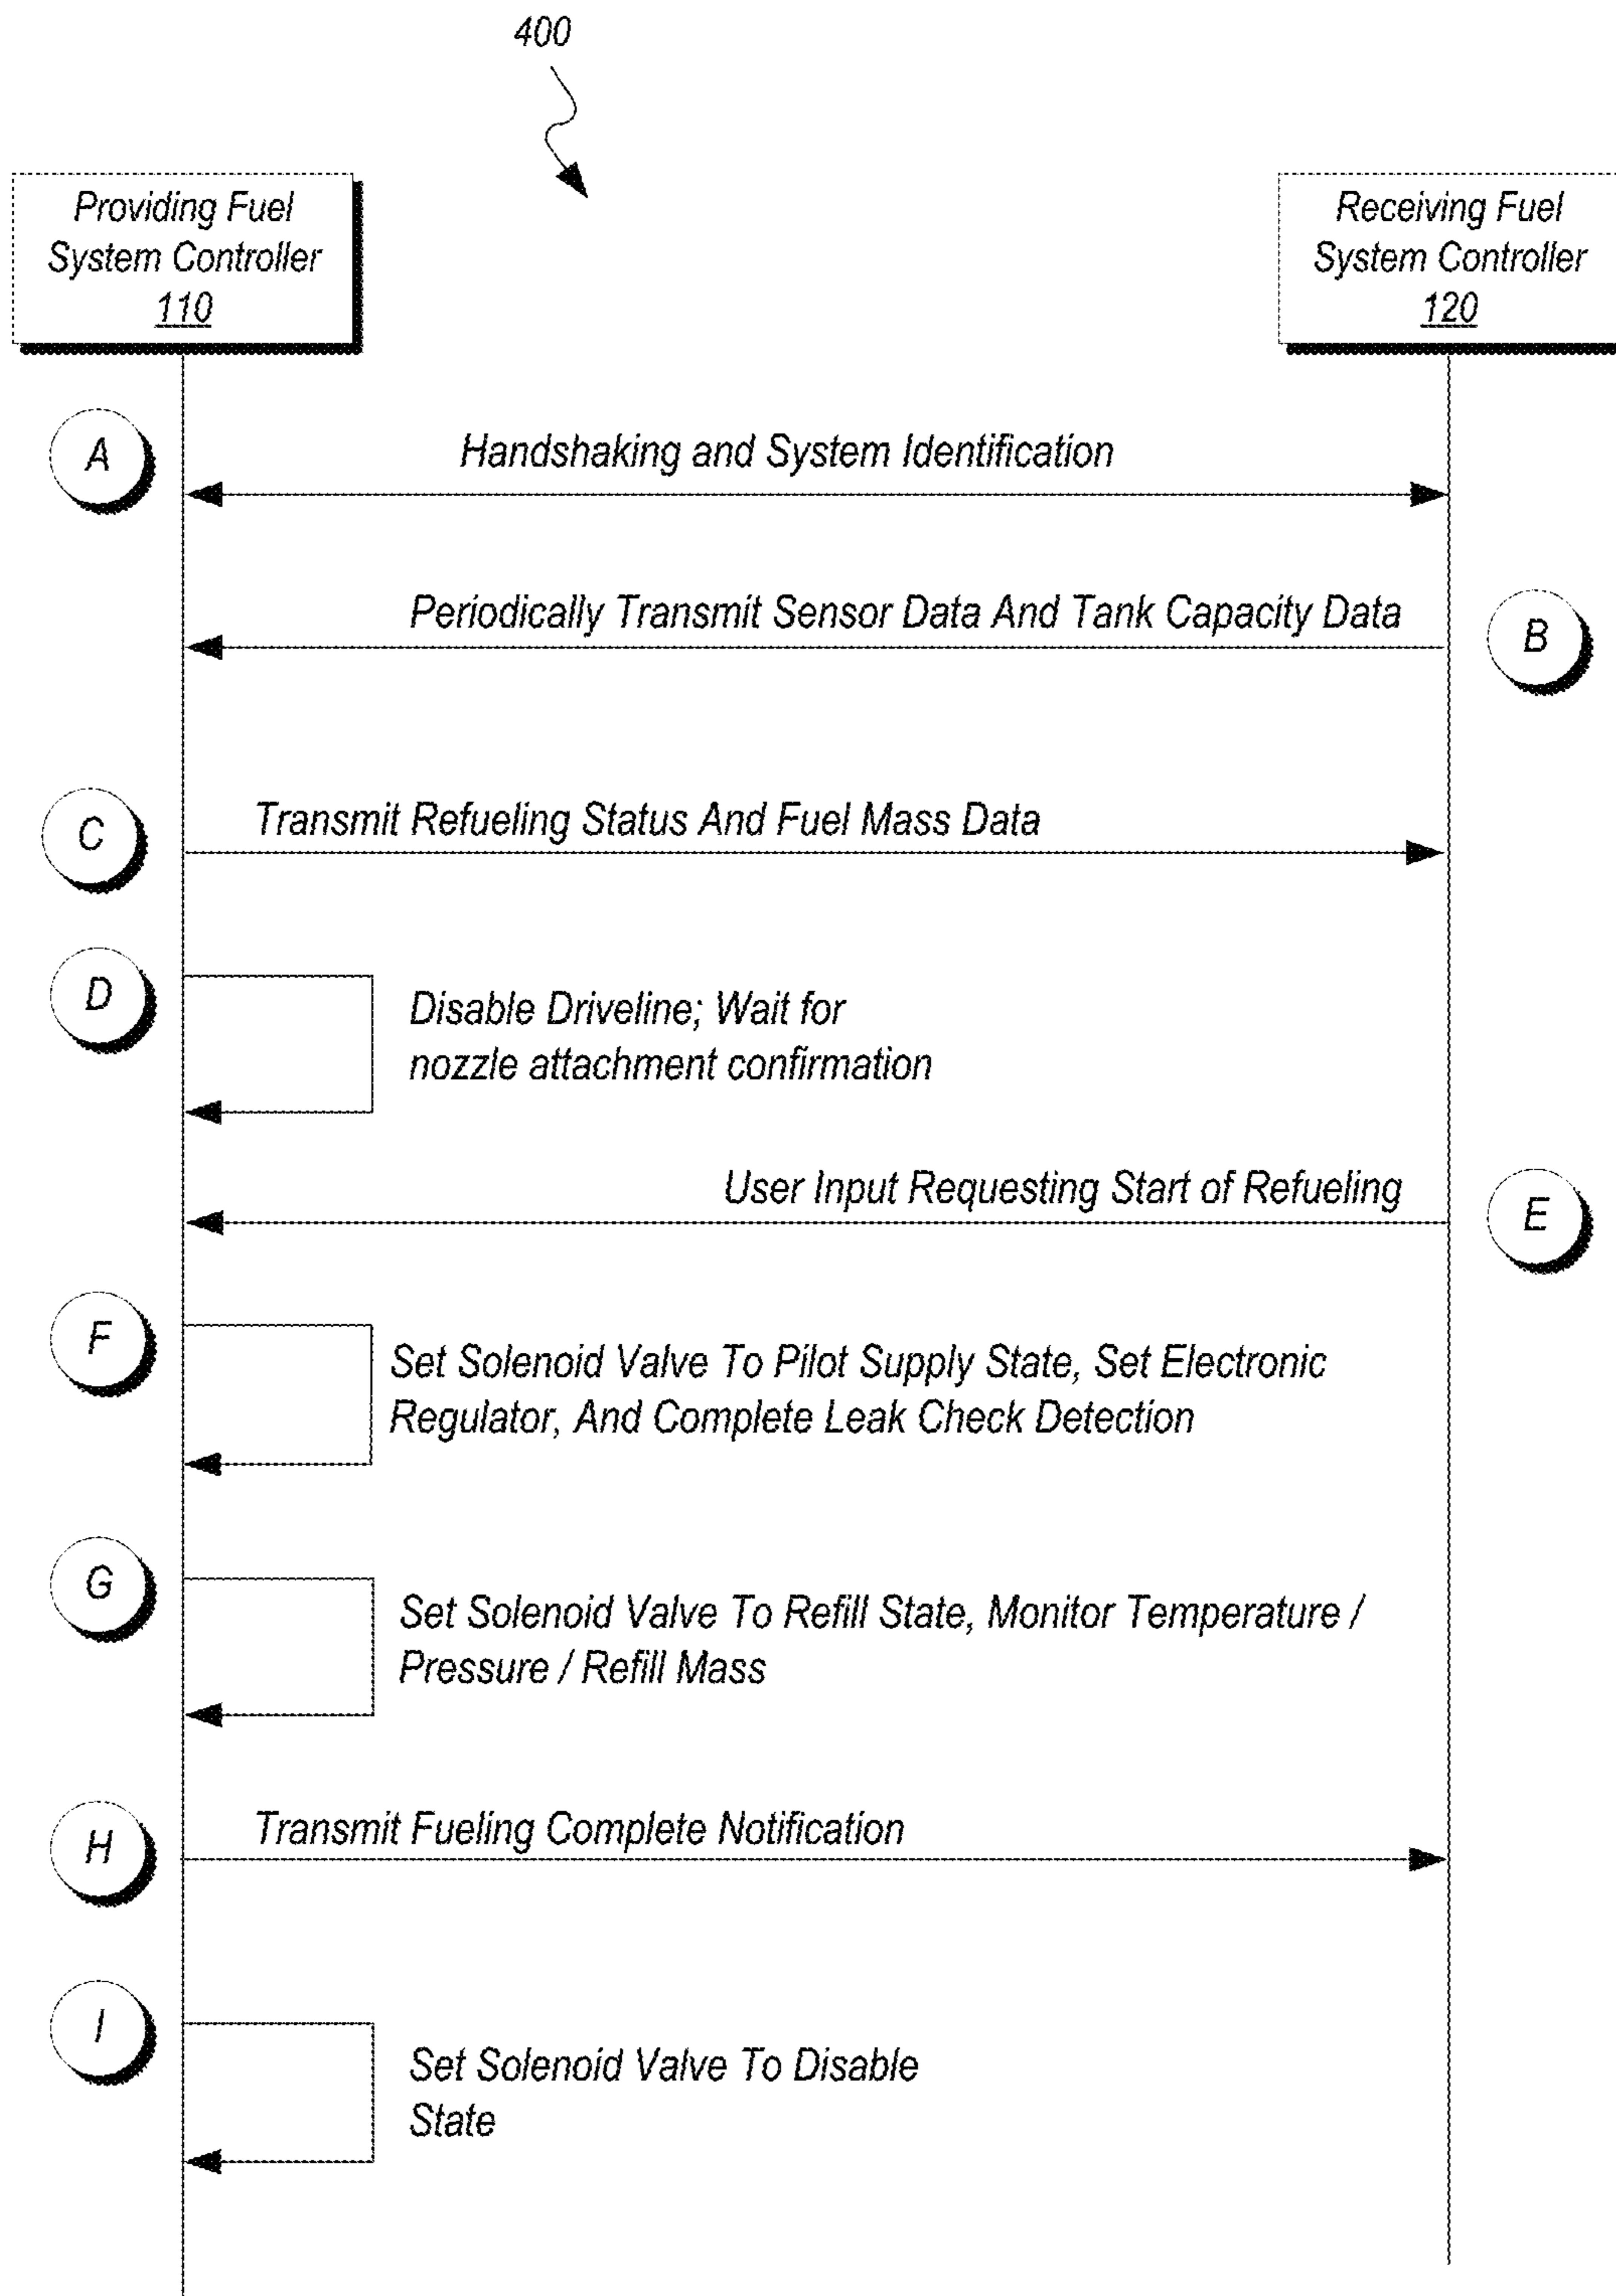 400
Providing Fuel
System Controller
110
Receiving Fuel
System Controller
120
A
Handshaking and System Identification
Periodically Transmit Sensor Data And Tank Capacity Data
B
C
Transmit Refueling Status And Fuel Mass Data
D
Disable Driveline; Wait for
nozzle attachment confirmation
User Input Requesting Start of Refueling
E
F
Set Solenoid Valve To Pilot Supply State, Set Electronic
Regulator, And Complete Leak Check Detection
G
Set Solenoid Valve To Refill State, Monitor Temperature /
Pressure / Refill Mass
H
Transmit Fueling Complete Notification
I
Set Solenoid Valve To Disable
State